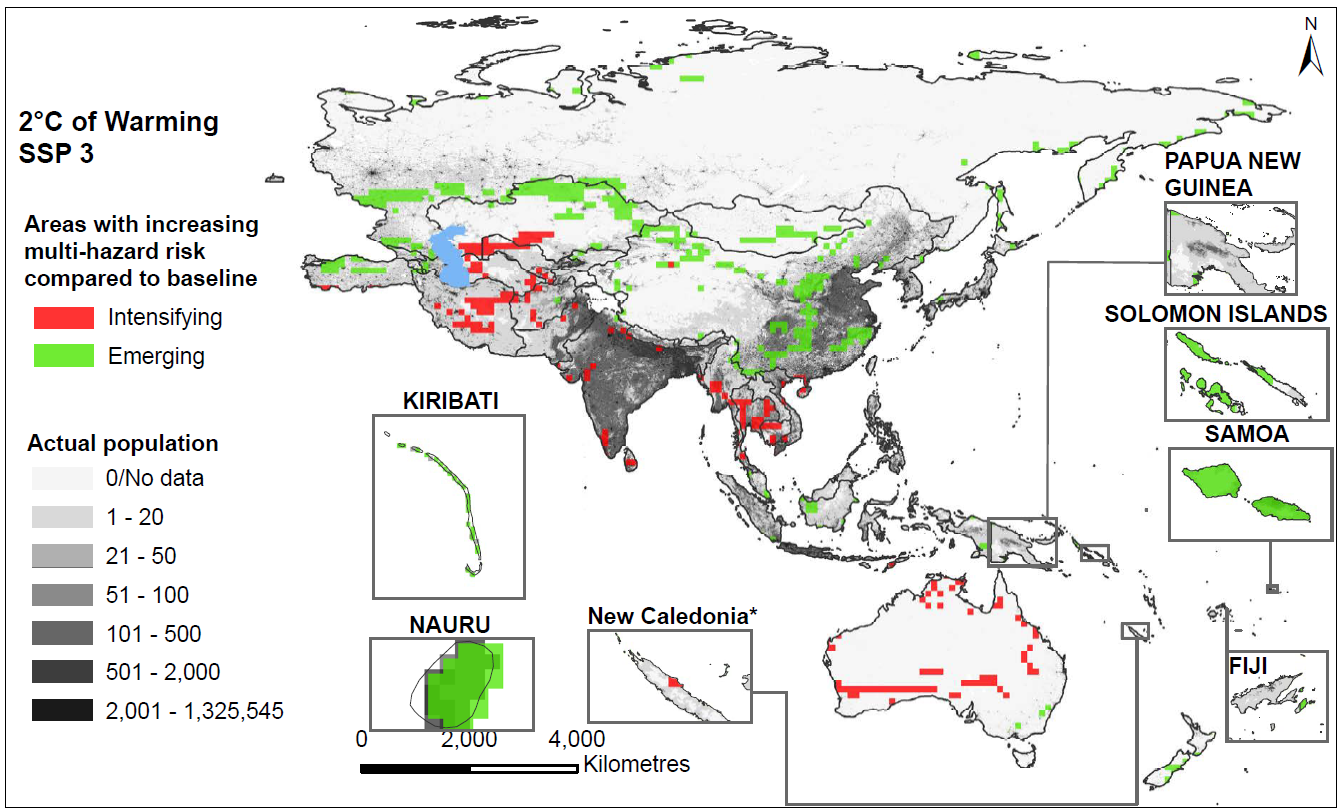 N
2°C of Warming
SSP 3
Areas with increasing
multi-hazard risk
compared to baseline
Intensifying
Emerging
Actual population
0/No data
1 - 20
21 - 50
51 - 100
101 - 500
501 - 2,000
2,001 - 1,325,545
PAPUA NEW
GUINEA
SOLOMON ISLANDS
SAMOA
KIRIBATI
NAURU
New Caledonia*
FIJI
0 2,000 4,000
Kilometres